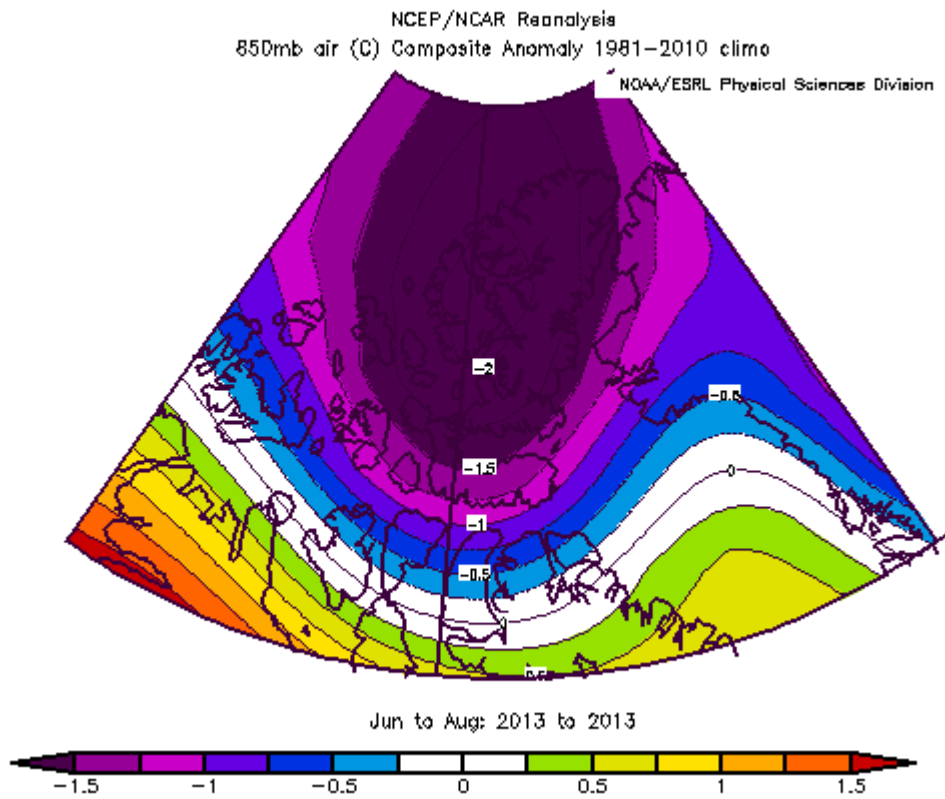 NCEP/NCAR Reanalysis
850mb air (C) Composite Anomaly 1981-2010 climo
NOAA/ESRL Physical Sciences Division
-2
-0.5
-1.5
0
-1
-0.5
0.5
Jun to Aug: 2013 to 2013
-1.5 -1 -0.5 0 0.5 1 1.5